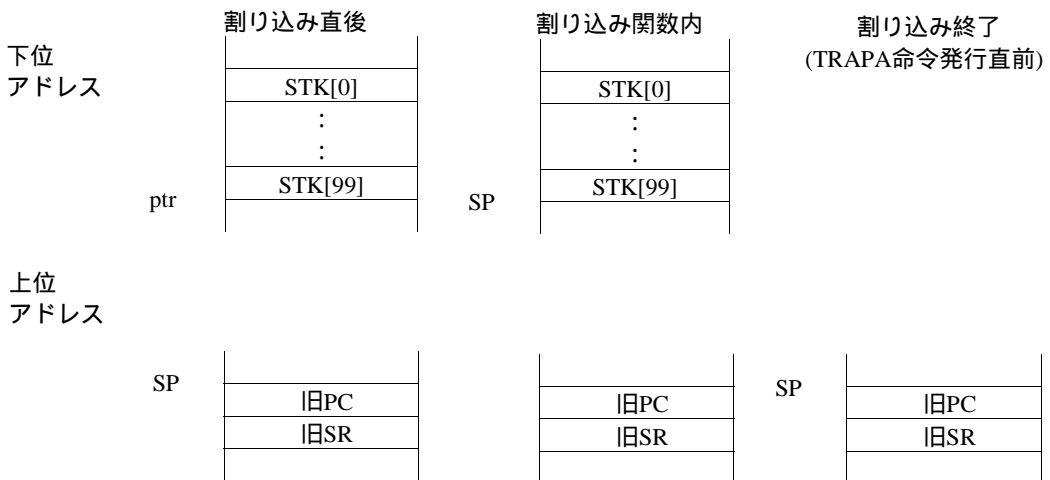 割り込み直後
割り込み関数内
割り込み終了
(TRAPA命令発行直前)
下位
アドレス
STK[0]
:
:
STK[99]
ptr
STK[0]
:
:
STK[99]
SP
上位
アドレス
SP
旧PC
旧SR
旧PC
旧SR
SP
旧PC
旧SR